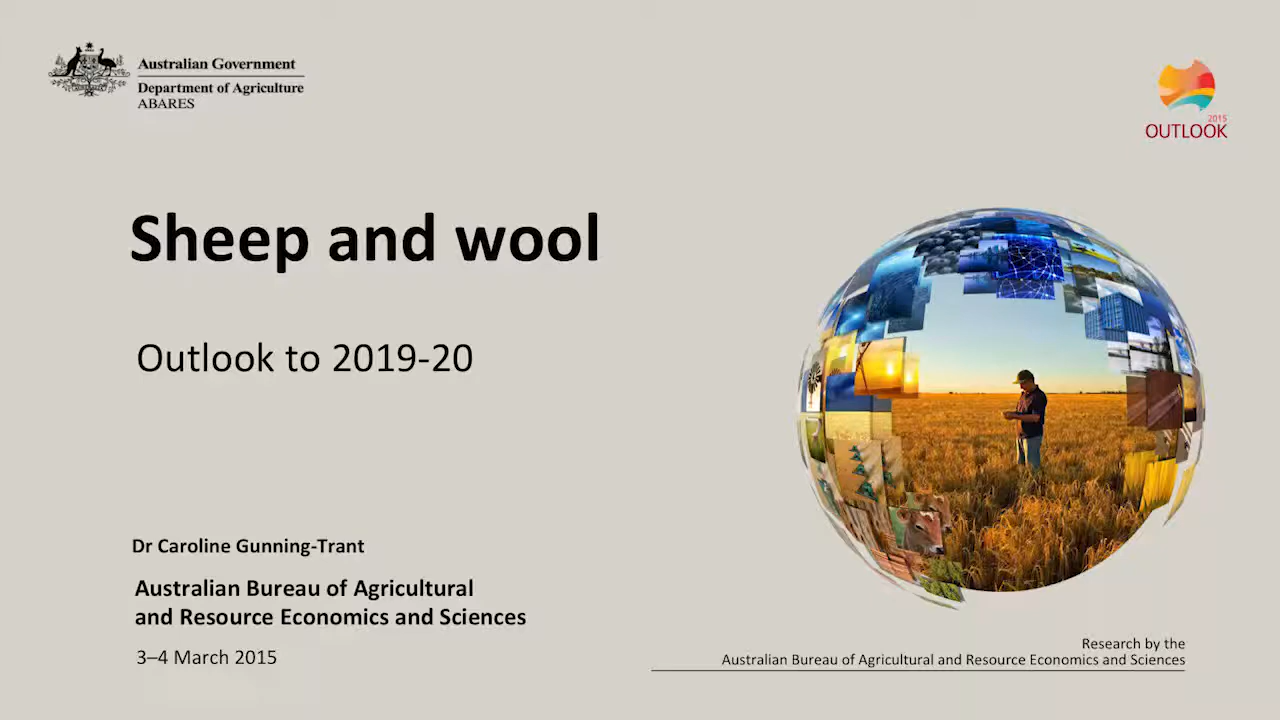 Australian Government
Department of Agriculture
ABARES
2015
OUTLOOK
Sheep and wool
Outlook to 2019-20
Dr Caroline Gunning-Trant
Australian Bureau of Agricultural
and Resource Economics and Sciences
3–4 March 2015
Research by the
Australian Bureau of Agricultural and Resource Economics and Sciences